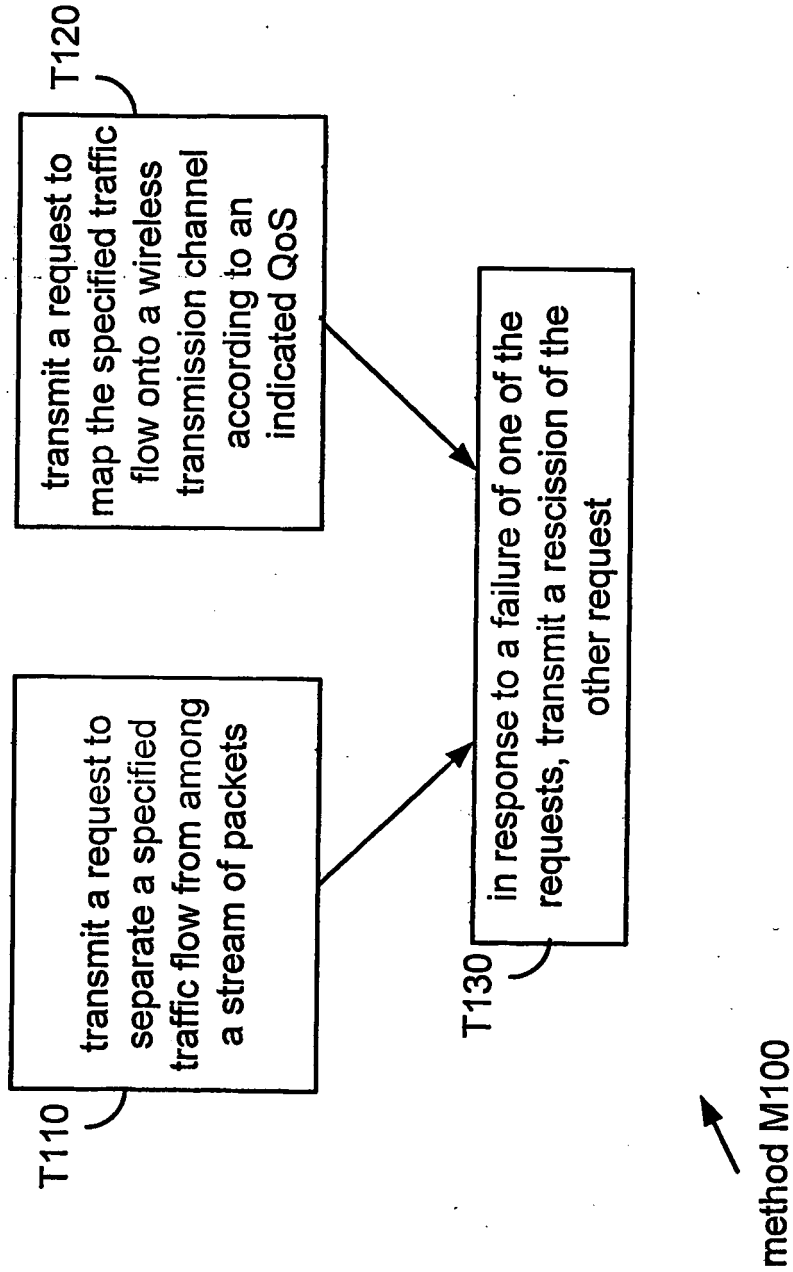 T110
transmit a request to
separate a specified
traffic flow from among
a stream of packets
T120
transmit a request to
map the specified traffic
flow onto a wireless
transmission channel
according to an
indicated QoS
T130
in response to a failure of one of the
requests, transmit a rescission of the
other request
method M100